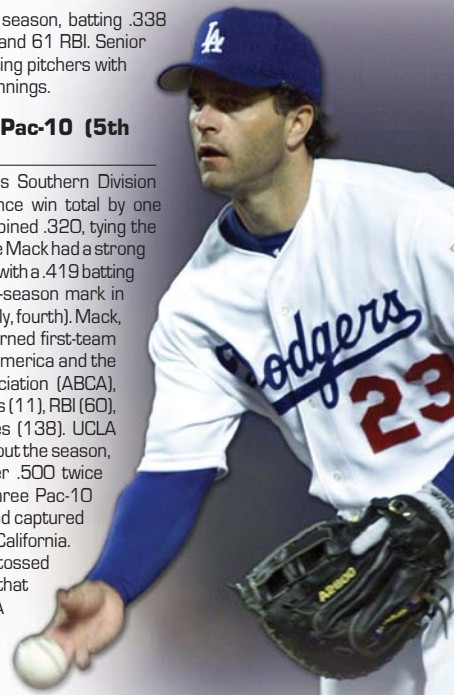 season, batting .338
and 61 RBI. Senior
ing pitchers with
nnings.
Pac-10 (5th
s Southern Division
nce win total by one
bined .320, tying the
e Mack had a strong
with a .419 batting
-season mark in
ly, fourth). Mack,
rned first-team
merica and the
ciation (ABCA),
s (11), RBI (60),
es (138). UCLA
out the season,
er .500 twice
hree Pac-10
d captured
California.
tossed
that
A
LA
Dodgers
23
ARROO